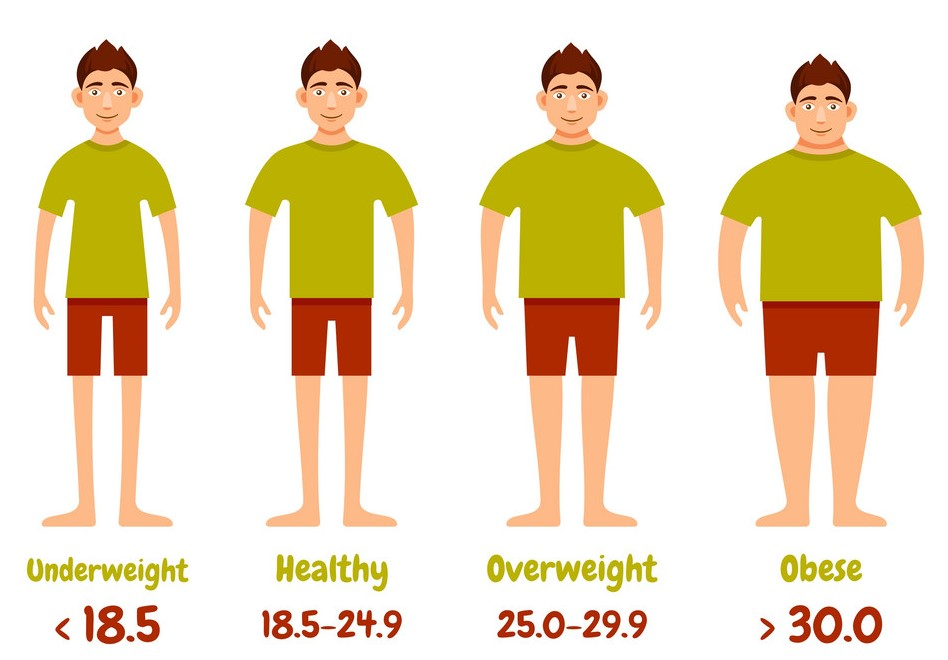 Underweight
< 18.5
Healthy
18.5–24.9
Overweight
25.0–29.9
Obese
> 30.0